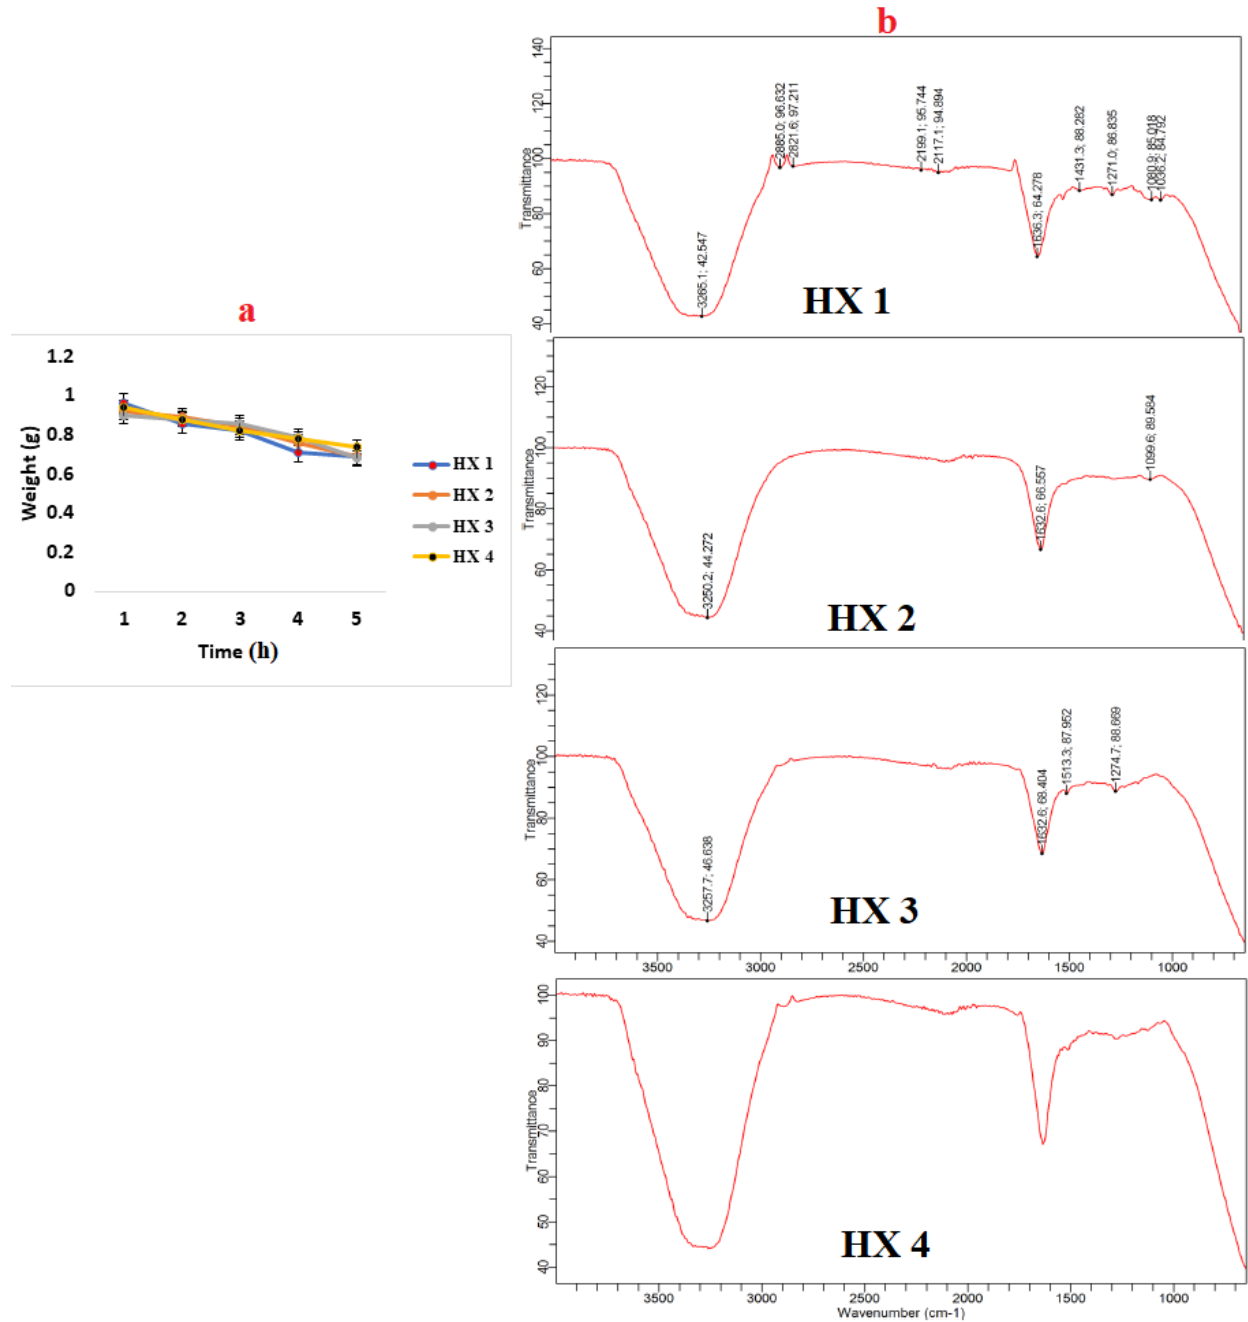 a
1.2
1
0.8
0.6
0.4
0.2
0
Weight (g)
1 2 3 4 5
Time (h)
HX 1
HX 2
HX 3
HX 4
b
140
120
100
80
60
40
Transmittance
3265.1; 42.547
2885.0; 96.632
2821.6; 97.211
2199.1; 95.744
2117.1; 94.894
1636.3; 64.278
1431.3; 88.282
1271.0; 86.835
1080.9; 85.018
1036.2; 84.792
HX 1
120
100
80
60
40
Transmittance
3250.2; 44.272
1632.6; 66.557
1099.6; 89.584
HX 2
120
100
80
60
40
Transmittance
3257.7; 46.638
1632.6; 68.404
1513.3; 87.952
1274.7; 88.669
HX 3
3500 3000 2500 2000 1500 1000
100
90
80
70
60
50
40
Transmittance
HX 4
3500 3000 2500 2000 1500 1000
Wavenumber (cm-1)